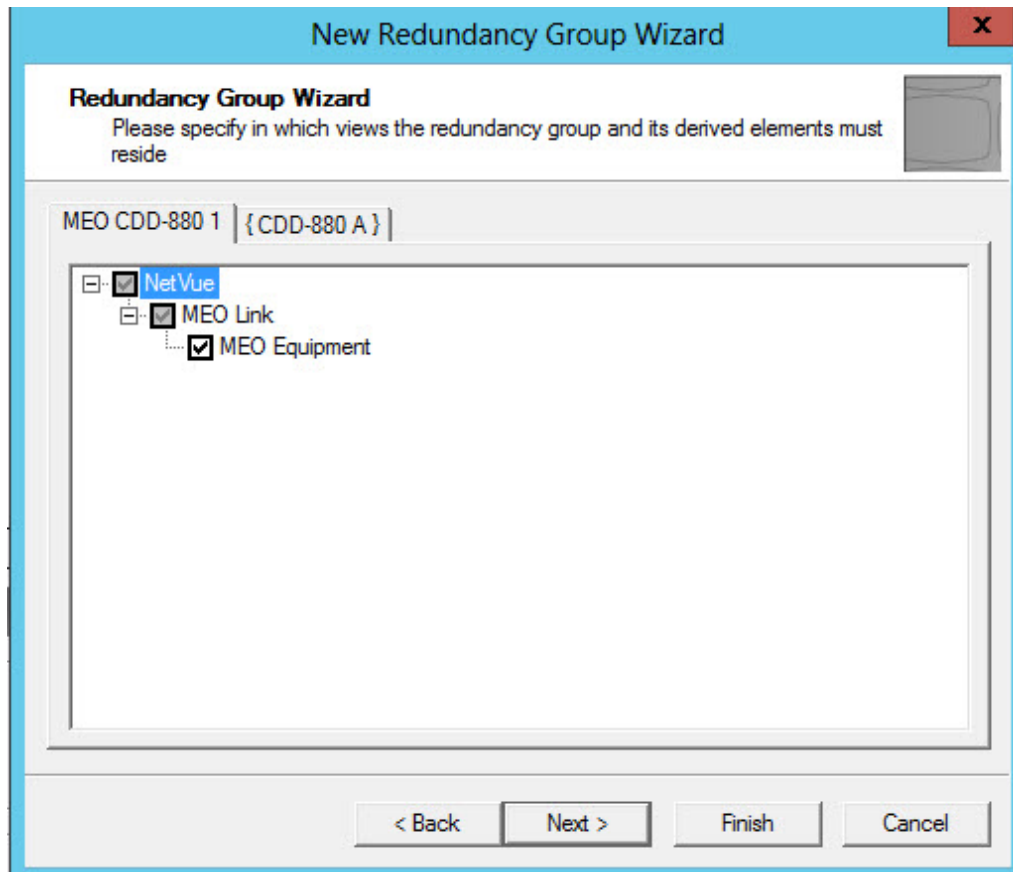 New Redundancy Group Wizard
x
Redundancy Group Wizard
Please specify in which views the redundancy group and its derived elements must
reside
MEO CDD-880 1 { CDD-880 A }
NetVue
MEO Link
MEO Equipment
< Back Next > Finish Cancel